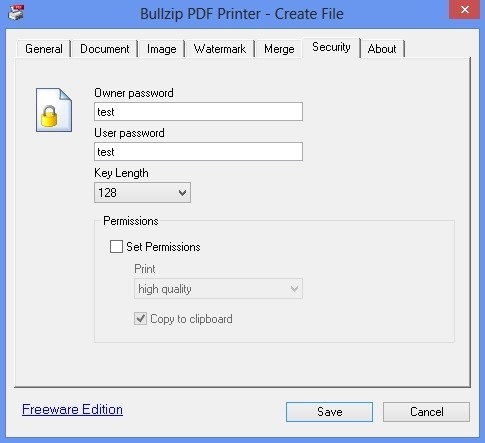 Bullzip PDF Printer - Create File
General Document Image Watermark Merge Security About
Owner password
test
User password
test
Key Length
128
Permissions
Set Permissions
Print
high quality
Copy to clipboard
Freeware Edition Save Cancel